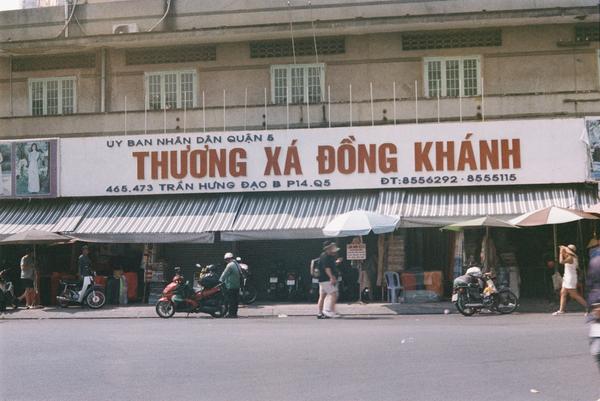 UY BAN NHÂN DÂN QUẬN 5
THƯƠNG XÁ ĐỒNG KHÁNH
465.473 TRẦN HƯNG ĐẠO B P14.Q5 ĐT:8556292 - 8555115